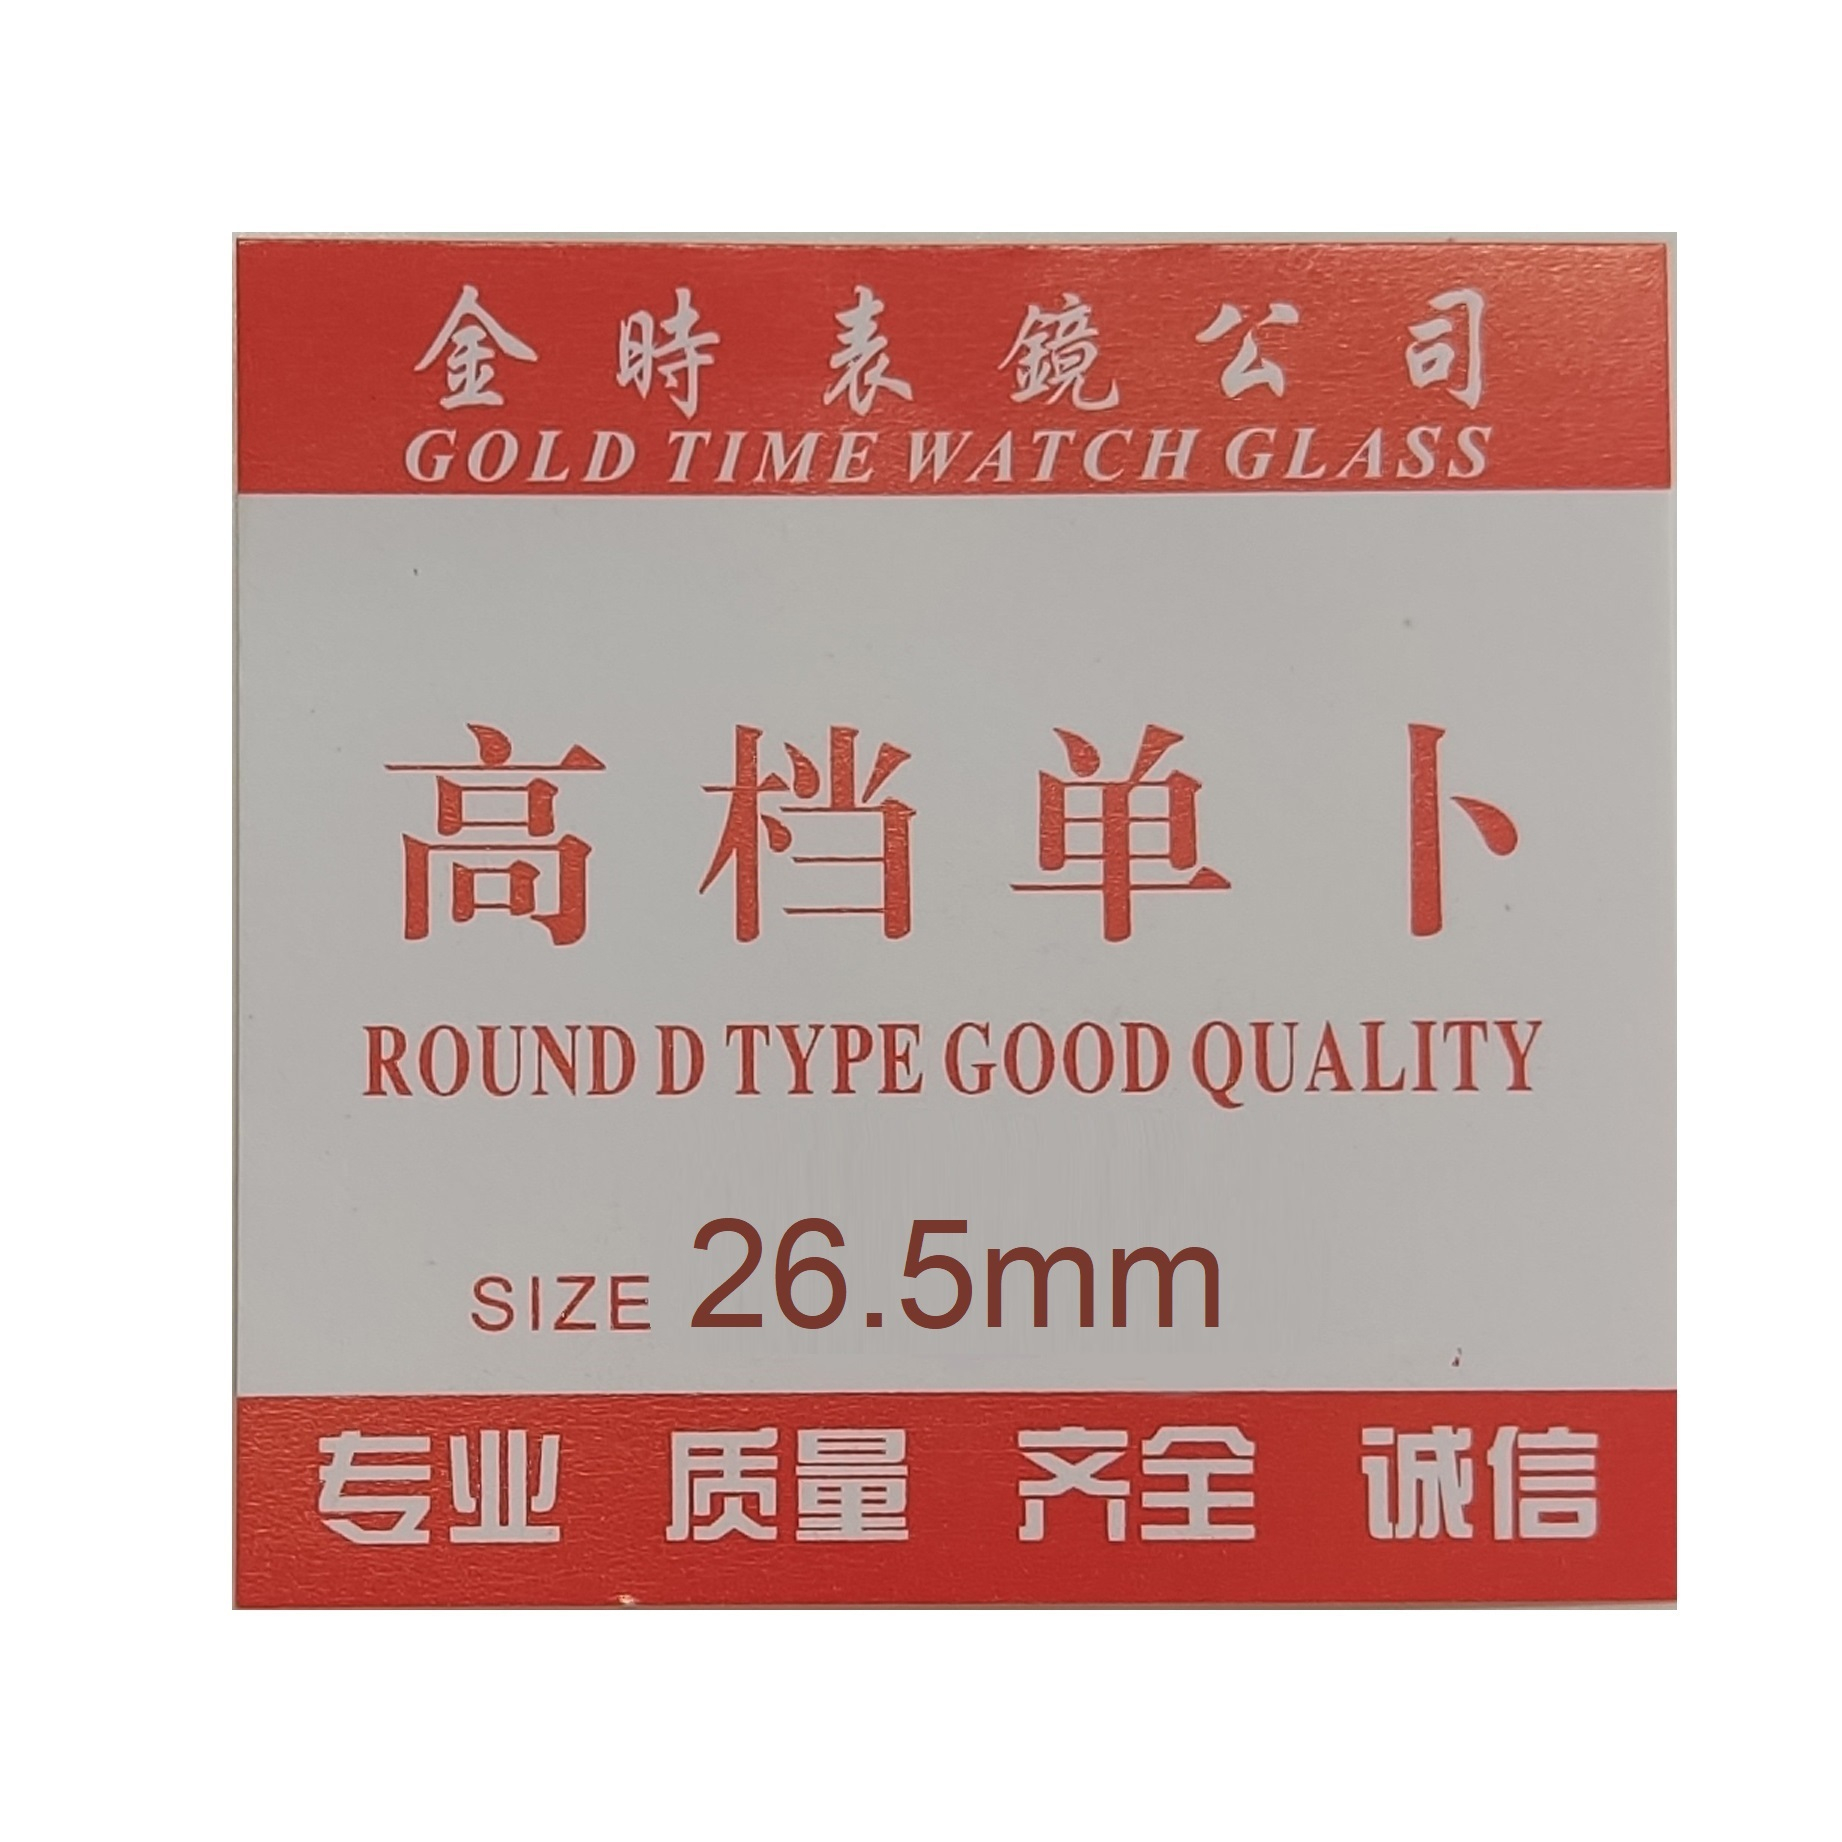 金時表鏡公司
GOLD TIME WATCH GLASS
高档单卜
ROUND D TYPE GOOD QUALITY
SIZE 26.5mm
专业 质量 齐全 诚信